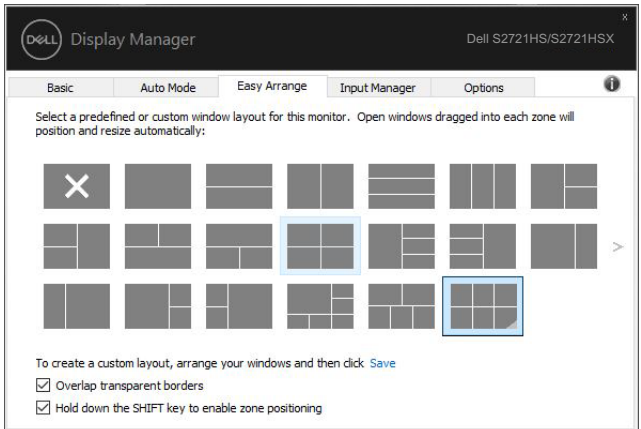 x
DELL Display Manager Dell S2721HS/S2721HSX
Basic Auto Mode Easy Arrange Input Manager Options i
Select a predefined or custom window layout for this monitor. Open windows dragged into each zone will
position and resize automatically:
>
To create a custom layout, arrange your windows and then click Save
Overlap transparent borders
Hold down the SHIFT key to enable zone positioning